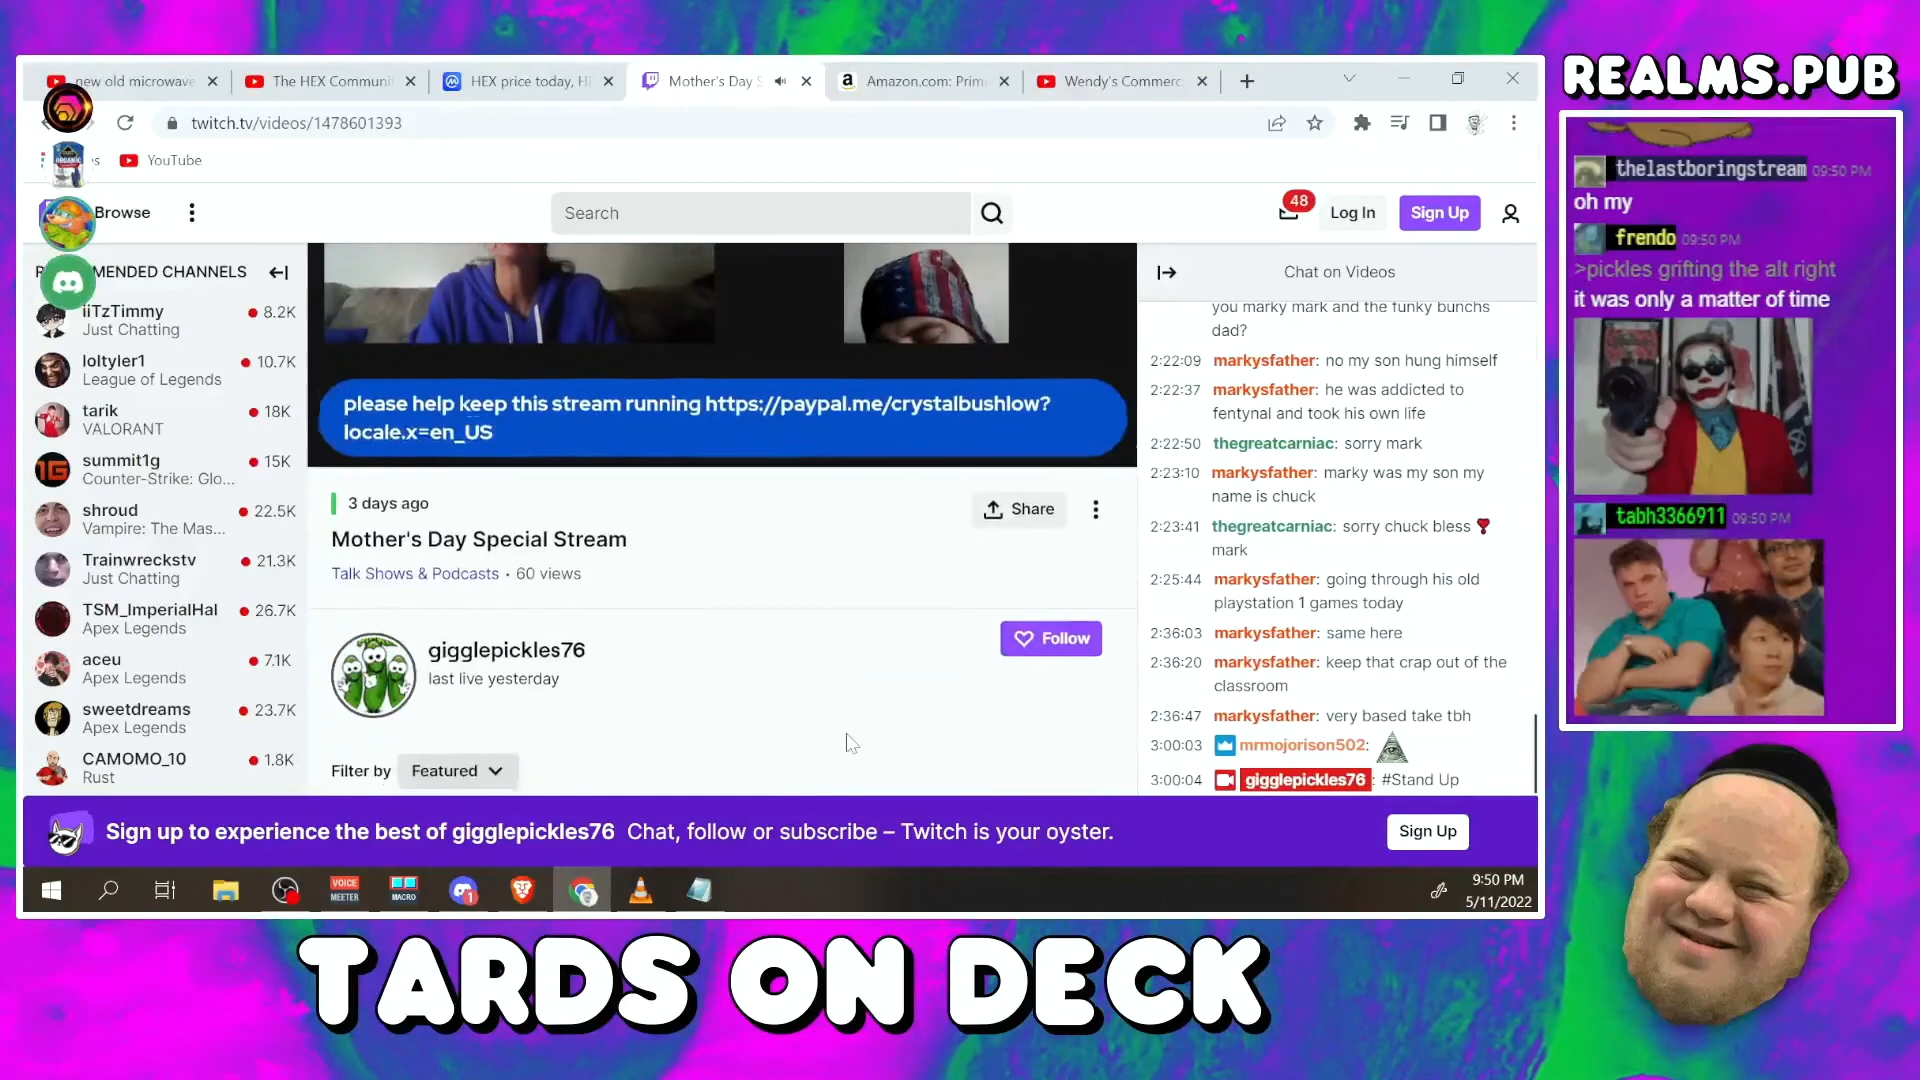 new old microwave
The HEX Communi
HEX price today, H
Mother's Day S
Amazon.com: Prim
Wendy's Commerc
REALMS.PUB
twitch.tv/videos/1478601393
YouTube
Browse
Search
48
Log In
Sign Up
MENDED CHANNELS
iiTzTimmy
8.2K
Just Chatting
loltyler1
10.7K
League of Legends
tarik
18K
VALORANT
summit1g
15K
Counter-Strike: Glo...
shroud
22.5K
Vampire: The Mas...
Trainwreckstv
21.3K
Just Chatting
TSM_ImperialHal
26.7K
Apex Legends
aceu
7.1K
Apex Legends
sweetdreams
23.7K
Apex Legends
CAMOMO_10
1.8K
Rust
please help keep this stream running https://paypal.me/crystalbushlow?
locale.x=en_US
3 days ago
Share
Mother's Day Special Stream
Talk Shows & Podcasts • 60 views
gigglepickles76
Follow
last live yesterday
Filter by
Featured
Chat on Videos
you marky mark and the funky bunchs
dad?
2:22:09 markysfather: no my son hung himself
2:22:37 markysfather: he was addicted to
fentynal and took his own life
2:22:50 thegreatcarniac: sorry mark
2:23:10 markysfather: marky was my son my
name is chuck
2:23:41 thegreatcarniac: sorry chuck bless
mark
2:25:44 markysfather: going through his old
playstation 1 games today
2:36:03 markysfather: same here
2:36:20 markysfather: keep that crap out of the
classroom
2:36:47 markysfather: very based take tbh
3:00:03 mrmojorison502:
3:00:04 gigglepickles76: #Stand Up
Sign up to experience the best of gigglepickles76 Chat, follow or subscribe – Twitch is your oyster.
Sign Up
VOICE
MEETER
MACRO
1
9:50 PM
5/11/2022
thelastboringstream 09:50 PM
oh my
frendo 09:50 PM
>pickles grifting the alt right
it was only a matter of time
tabh3366911 09:50 PM
TARDS ON DECK